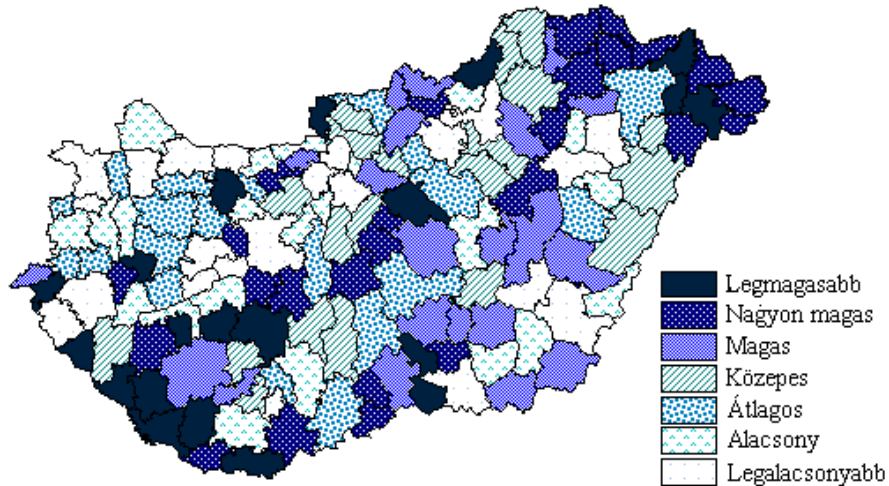 Legmagasabb
Nagyon magas
Magas
Közepes
Átlagos
Alacsony
Legalacsonyabb